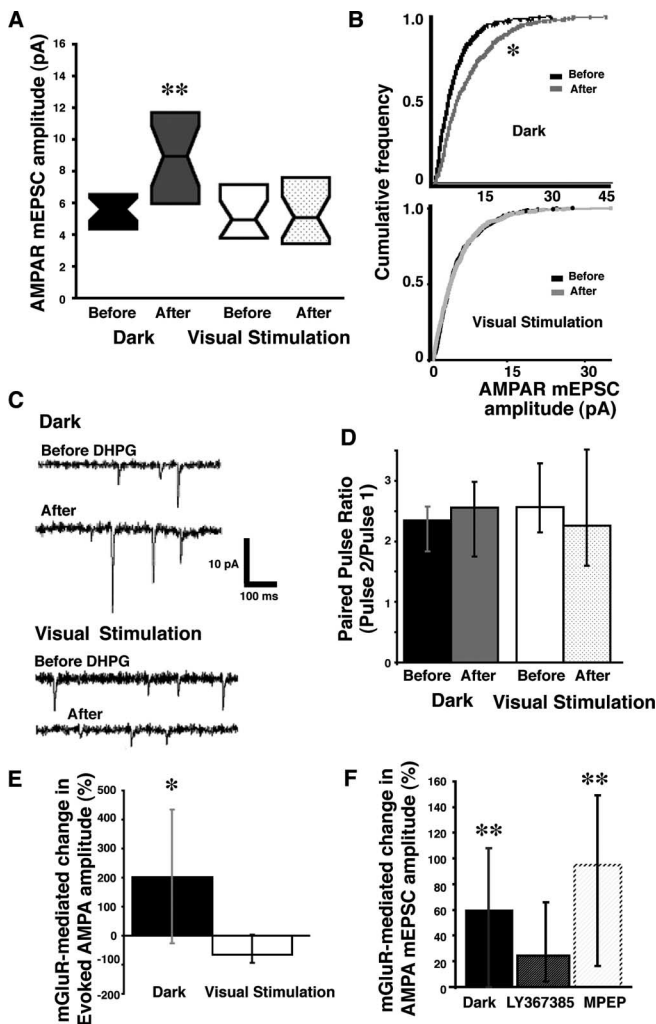 A
AMPAR mEPSC amplitude (pA)
16
14
12
10
8
6
4
2
0
**
Before After Before After
Dark Visual Stimulation
B
Cumulative frequency
1.0
0.5
0
*
Before
After
Dark
15 30 45
1.0
0.5
0
Before
After
Visual Stimulation
0 15 30
AMPAR mEPSC
amplitude (pA)
C
Dark
Before DHPG
After
10 pA
100 ms
Visual Stimulation
Before DHPG
After
D
Paired Pulse Ratio
(Pulse 2/Pulse 1)
3
2
1
0
Before After Before After
Dark Visual Stimulation
E
mGluR-mediated change in
Evoked AMPA amplitude (%)
500
400
300
200
100
0
-100
-200
*
Dark Visual Stimulation
F
mGluR-mediated change in
AMPA mEPSC amplitude (%)
160
140
120
100
80
60
40
20
0
**
**
Dark LY367385 MPEP